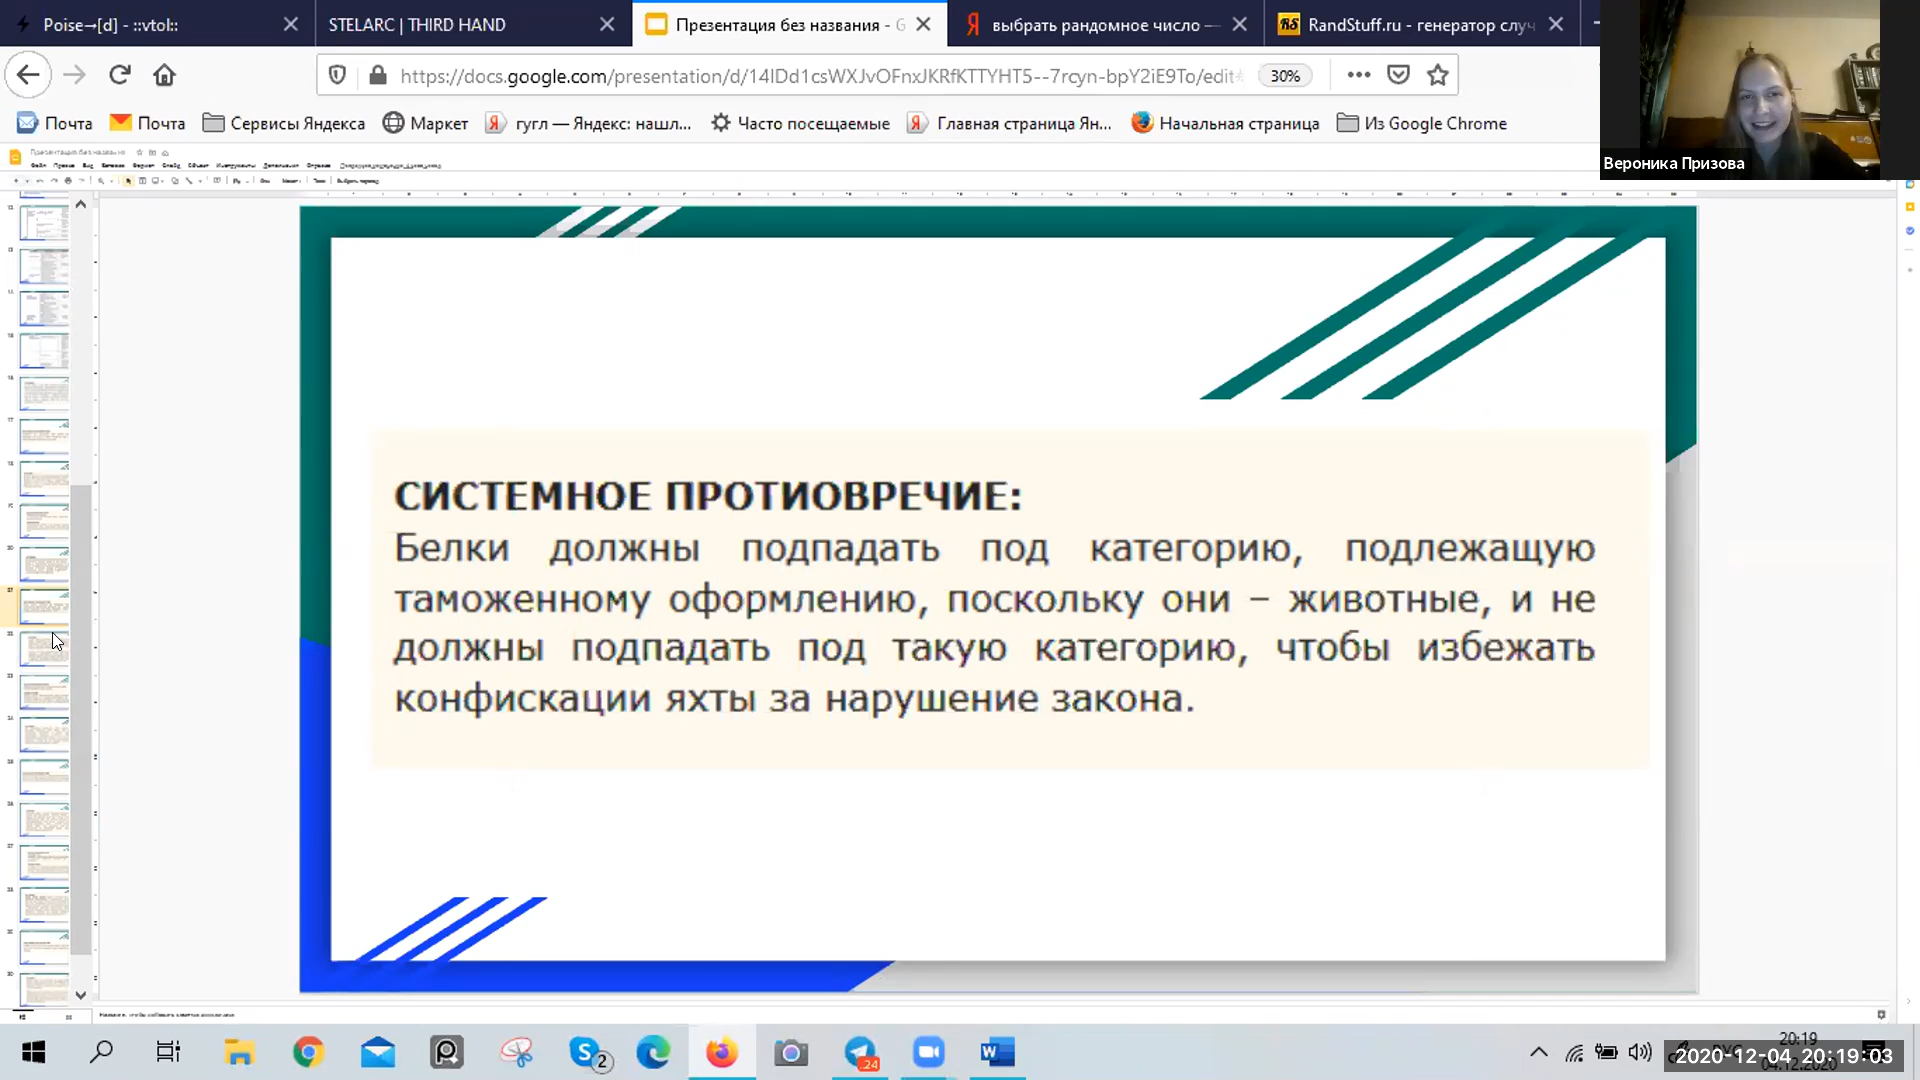 Poise→[d] - ::vtol::
STELARC | THIRD HAND
Презентация без названия - G
выбрать рандомное число —
RandStuff.ru - генератор случ
https://docs.google.com/presentation/d/14IDd1csWXJvOFnxJKRfKTTYHT5--7rcyn-bpY2iE9To/edit
30%
Почта
Почта
Сервисы Яндекса
Маркет
гугл — Яндекс: нашл...
Часто посещаемые
Главная страница Ян...
Начальная страница
Из Google Chrome
Вероника Призова
СИСТЕМНОЕ ПРОТИОВРЕЧИЕ:
Белки должны подпадать под категорию, подлежащую
таможенному оформлению, поскольку они – животные, и не
должны подпадать под такую категорию, чтобы избежать
конфискации яхты за нарушение закона.
2
24
20:19
2020-12-04 20:19:03